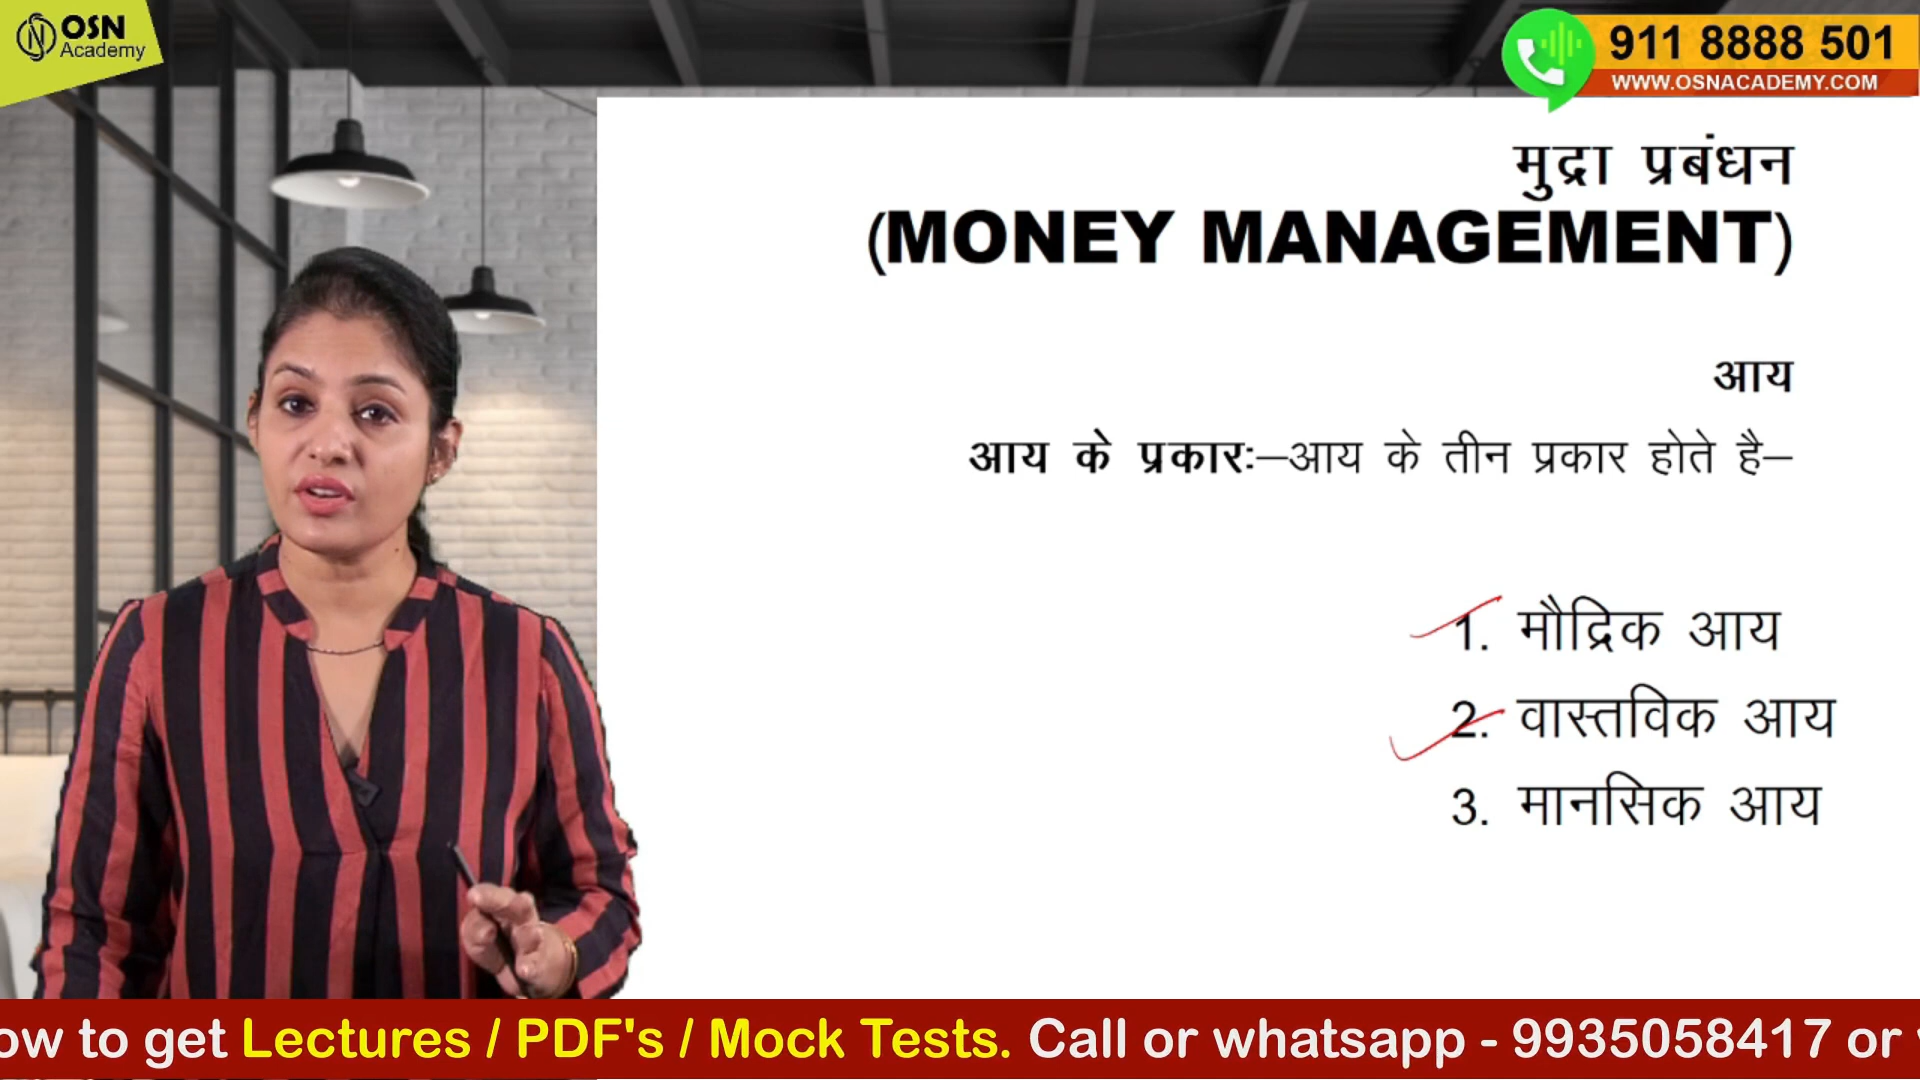 OSN
Academy
911 8888 501
WWW.OSNACADEMY.COM
मुद्रा प्रबंधन
(MONEY MANAGEMENT)
आय
आय के प्रकारः–आय के तीन प्रकार होते है–
1. मौद्रिक आय
2. वास्तविक आय
3. मानसिक आय
ow to get Lectures / PDF's / Mock Tests. Call or whatsapp - 9935058417 or